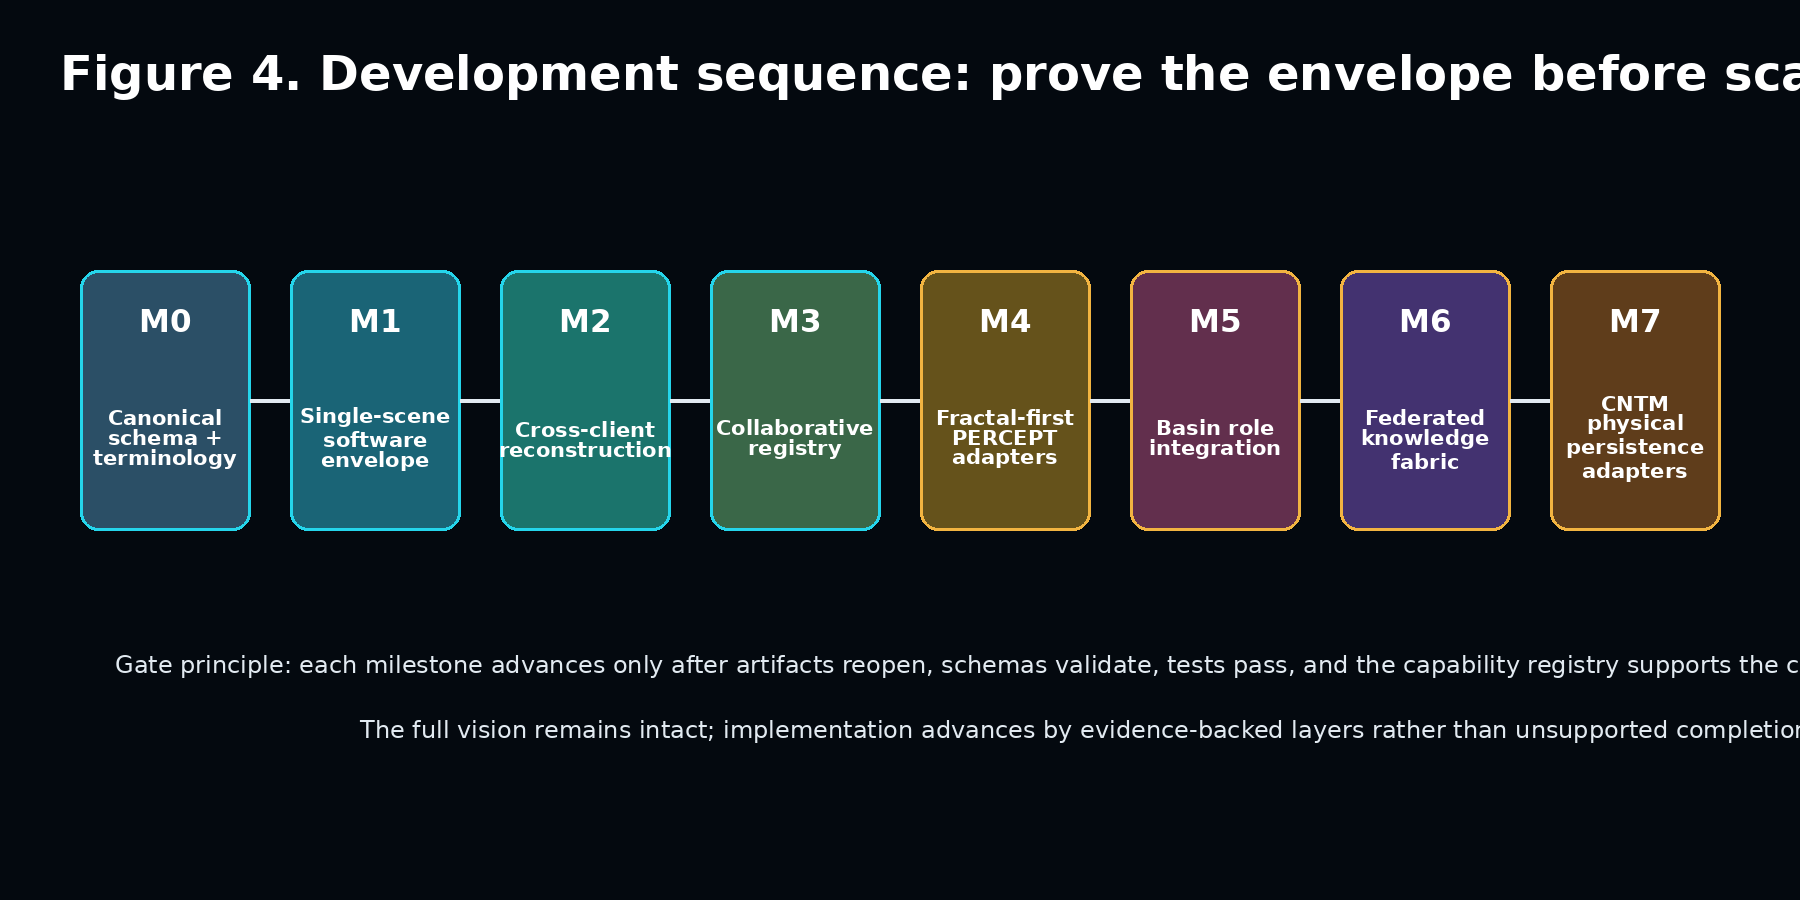 Figure 4. Development sequence: prove the envelope before sca
M0
Canonical
schema +
terminology
M1
Single-scene
software
envelope
M2
Cross-client
reconstruction
M3
Collaborative
registry
M4
Fractal-first
PERCEPT
adapters
M5
Basin role
integration
M6
Federated
knowledge
fabric
M7
CNTM
physical
persistence
adapters
Gate principle: each milestone advances only after artifacts reopen, schemas validate, tests pass, and the capability registry supports the c
The full vision remains intact; implementation advances by evidence-backed layers rather than unsupported completion